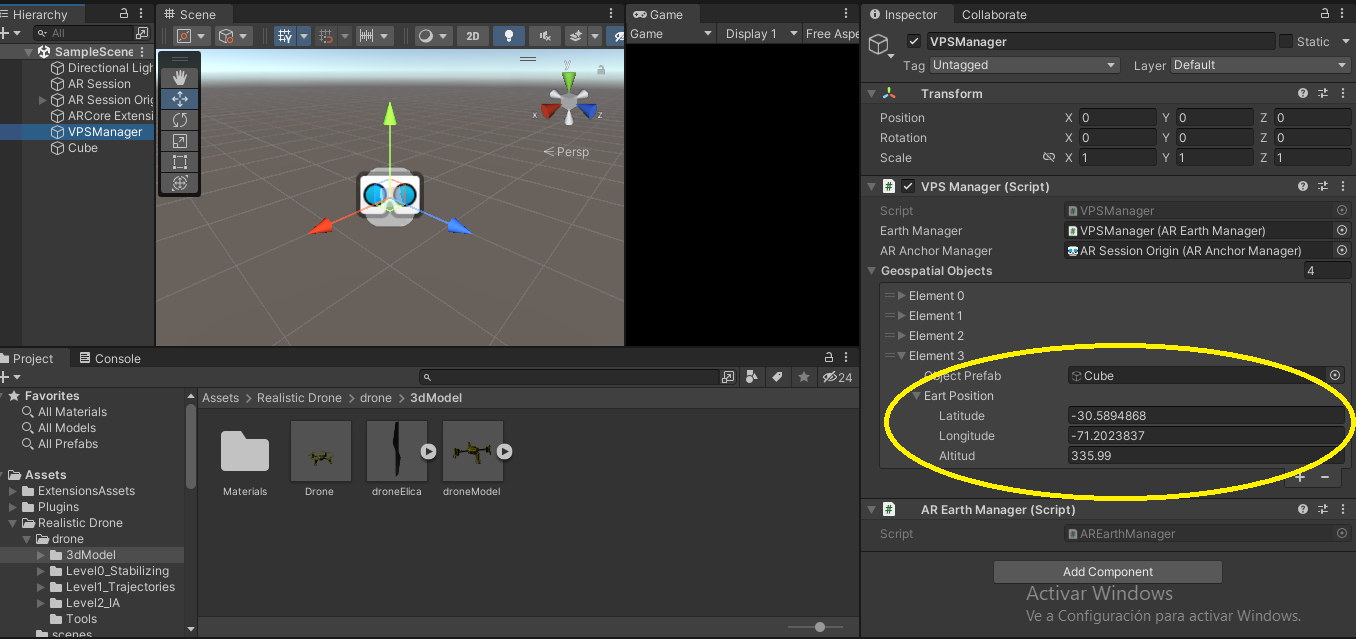 Hierarchy
All
SampleScene
Directional Ligh
AR Session
AR Session Orig
ARCore Extensi
VPSManager
Cube
Scene
2D
y
x
z
Persp
Game
Game Display 1 Free Aspe
Inspector Collaborate
VPSManager Static
Tag Untagged Layer Default
Transform
Position X 0 Y 0 Z 0
Rotation X 0 Y 0 Z 0
Scale X 1 Y 1 Z 1
VPS Manager (Script)
Script VPSManager
Earth Manager VPSManager (AR Earth Manager)
AR Anchor Manager AR Session Origin (AR Anchor Manager)
Geospatial Objects 4
Element 0
Element 1
Element 2
Element 3
Object Prefab Cube
Eart Position
Latitude -30.5894868
Longitude -71.2023837
Altitud 335.99
AR Earth Manager (Script)
Script AREarthManager
Add Component
Activar Windows
Ve a Configuración para activar Windows.
Project Console
24
Favorites
All Materials
All Models
All Prefabs
Assets
ExtensionsAssets
Plugins
Realistic Drone
drone
3dModel
Level0_Stabilizing
Level1_Trajectories
Level2_IA
Tools
scenes
Assets > Realistic Drone > drone > 3dModel
Materials Drone droneElica droneModel